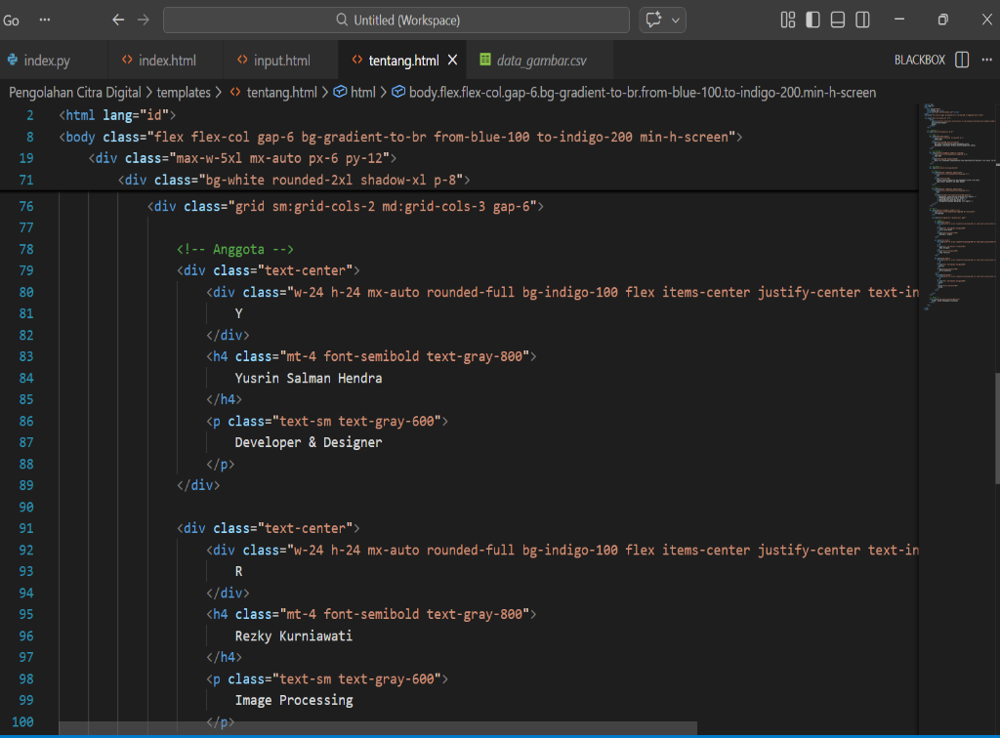 Go ··· Untitled (Workspace)
index.py index.html input.html tentang.html data_gambar.csv BLACKBOX ···
Pengolahan Citra Digital > templates > tentang.html > html > body.flex.flex-col.gap-6.bg-gradient-to-br.from-blue-100.to-indigo-200.min-h-screen
2 <html lang="id">
8 <body class="flex flex-col gap-6 bg-gradient-to-br from-blue-100 to-indigo-200 min-h-screen">
19 <div class="max-w-5xl mx-auto px-6 py-12">
71 <div class="bg-white rounded-2xl shadow-xl p-8">
76 <div class="grid sm:grid-cols-2 md:grid-cols-3 gap-6">
77
78 <!-- Anggota -->
79 <div class="text-center">
80 <div class="w-24 h-24 mx-auto rounded-full bg-indigo-100 flex items-center justify-center text-in
81 Y
82 </div>
83 <h4 class="mt-4 font-semibold text-gray-800">
84 Yusrin Salman Hendra
85 </h4>
86 <p class="text-sm text-gray-600">
87 Developer & Designer
88 </p>
89 </div>
90
91 <div class="text-center">
92 <div class="w-24 h-24 mx-auto rounded-full bg-indigo-100 flex items-center justify-center text-in
93 R
94 </div>
95 <h4 class="mt-4 font-semibold text-gray-800">
96 Rezky Kurniawati
97 </h4>
98 <p class="text-sm text-gray-600">
99 Image Processing
100 </p>